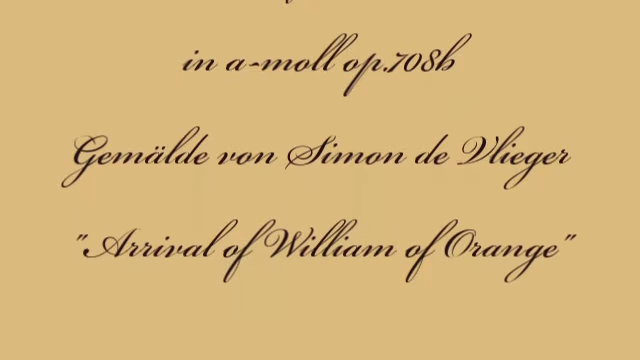 in a-moll op.708b
Gemälde von Simon de Vlieger
"Arrival of William of Orange"